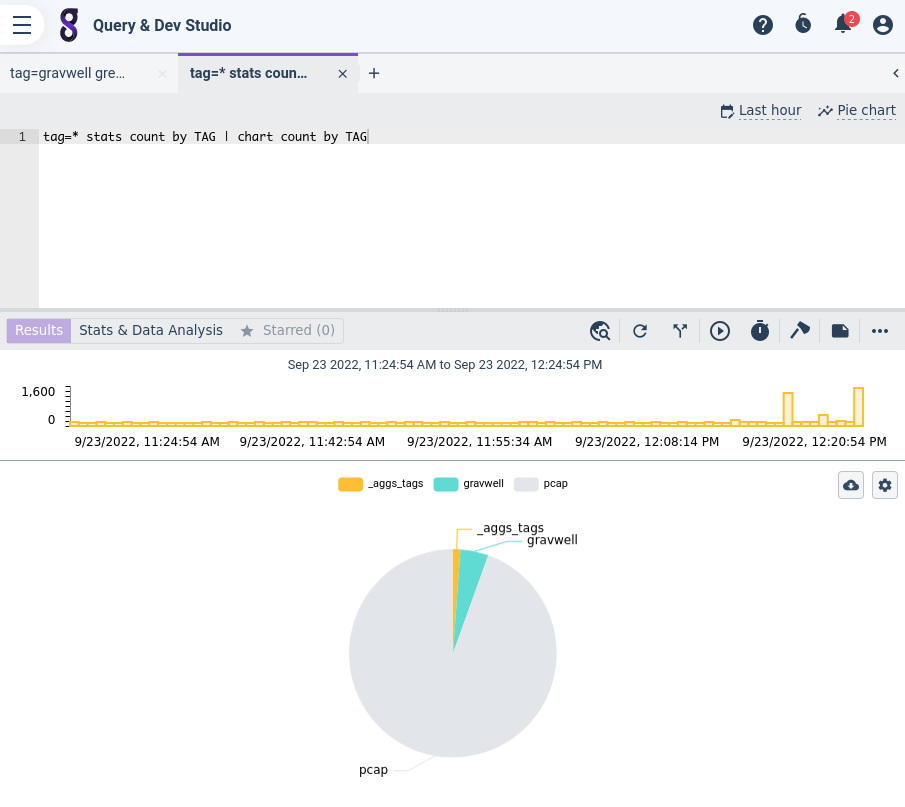 Query & Dev Studio
2
tag=gravwell gre…
tag=* stats coun…
Last hour
Pie chart
1 tag=* stats count by TAG | chart count by TAG
Results
Stats & Data Analysis
Starred (0)
Sep 23 2022, 11:24:54 AM to Sep 23 2022, 12:24:54 PM
1,600
0
9/23/2022, 11:24:54 AM
9/23/2022, 11:42:54 AM
9/23/2022, 11:55:34 AM
9/23/2022, 12:08:14 PM
9/23/2022, 12:20:54 PM
_aggs_tags
gravwell
pcap
_aggs_tags
gravwell
pcap